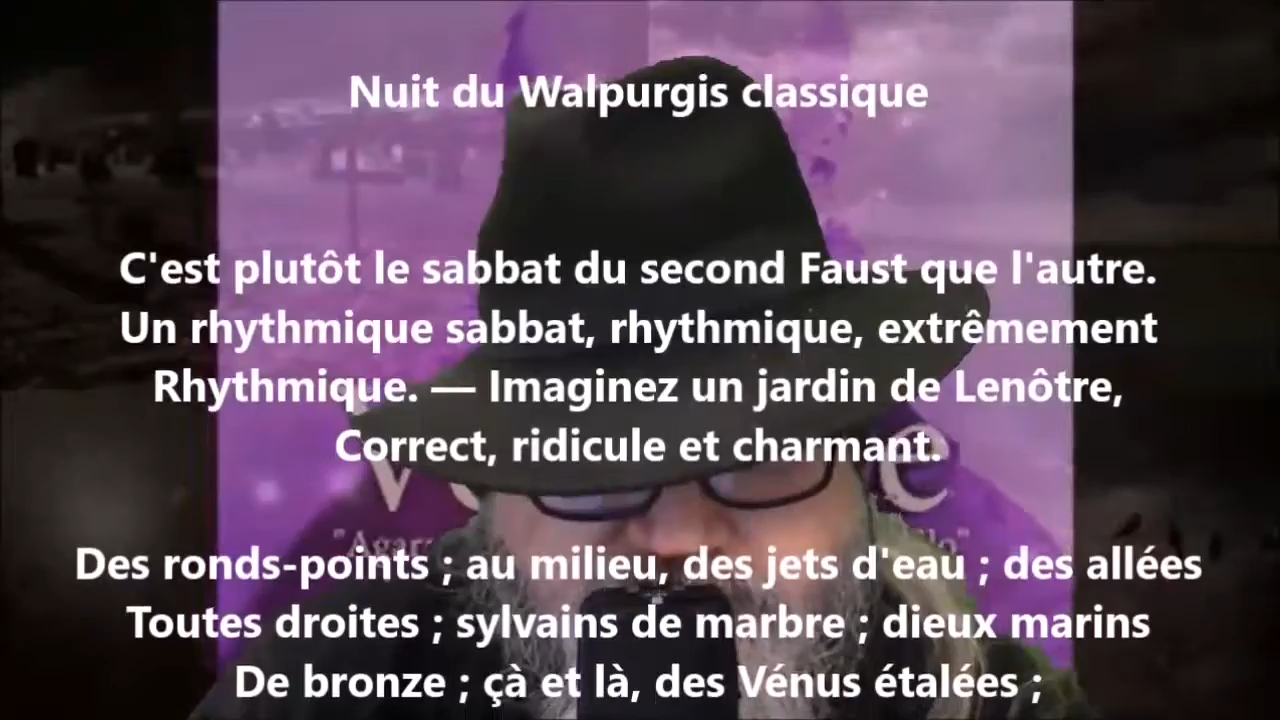 Nuit du Walpurgis classique
C'est plutôt le sabbat du second Faust que l'autre.
Un rhythmique sabbat, rhythmique, extrêmement
Rhythmique. — Imaginez un jardin de Lenôtre,
Correct, ridicule et charmant.
Des ronds-points ; au milieu, des jets d'eau ; des allées
Toutes droites ; sylvains de marbre ; dieux marins
De bronze ; çà et là, des Vénus étalées ;